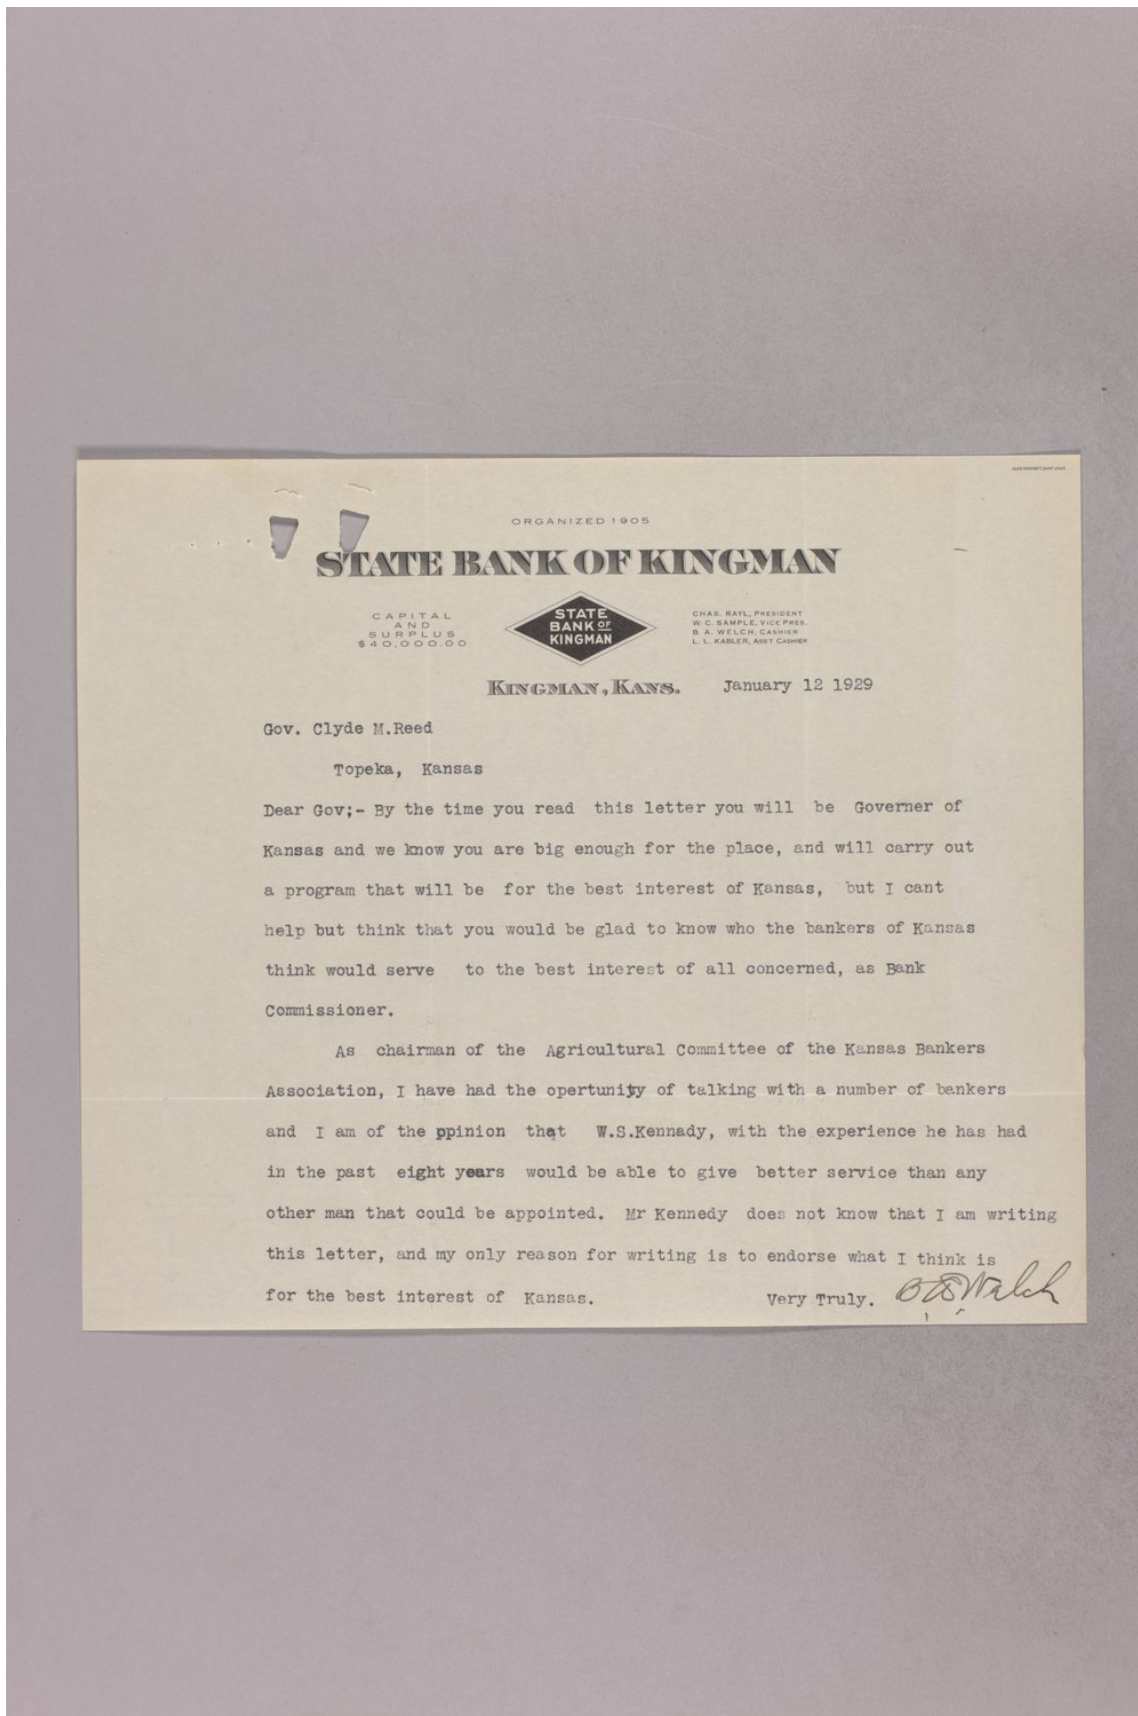 ORGANIZED 1905
STATE BANK OF KINGMAN
CAPITAL
AND
SURPLUS
$40,000.00
STATE
BANK OF
KINGMAN
CHAS. RAYL, PRESIDENT
W. C. SAMPLE, VICE PRES.
B. A. WELCH, CASHIER
L. L. KABLER, ASST CASHIER
KINGMAN, KANS. January 12 1929
Gov. Clyde M.Reed
Topeka, Kansas
Dear Gov;- By the time you read this letter you will be Governer of
Kansas and we know you are big enough for the place, and will carry out
a program that will be for the best interest of Kansas, but I cant
help but think that you would be glad to know who the bankers of Kansas
think would serve to the best interest of all concerned, as Bank
Commissioner.
As chairman of the Agricultural Committee of the Kansas Bankers
Association, I have had the opertunity of talking with a number of bankers
and I am of the ppinion that W.S.Kennady, with the experience he has had
in the past eight years would be able to give better service than any
other man that could be appointed. Mr Kennedy does not know that I am writing
this letter, and my only reason for writing is to endorse what I think is
for the best interest of Kansas. Very Truly. B A Welch